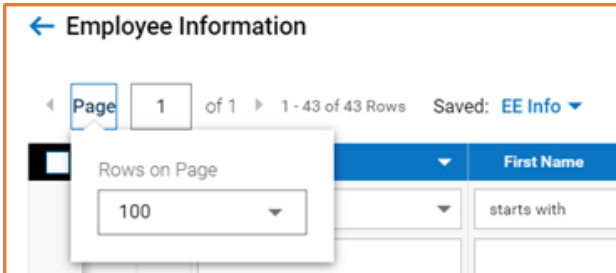 ← Employee Information
Page 1 of 1 1 - 43 of 43 Rows Saved: EE Info
First Name
Rows on Page
100
starts with